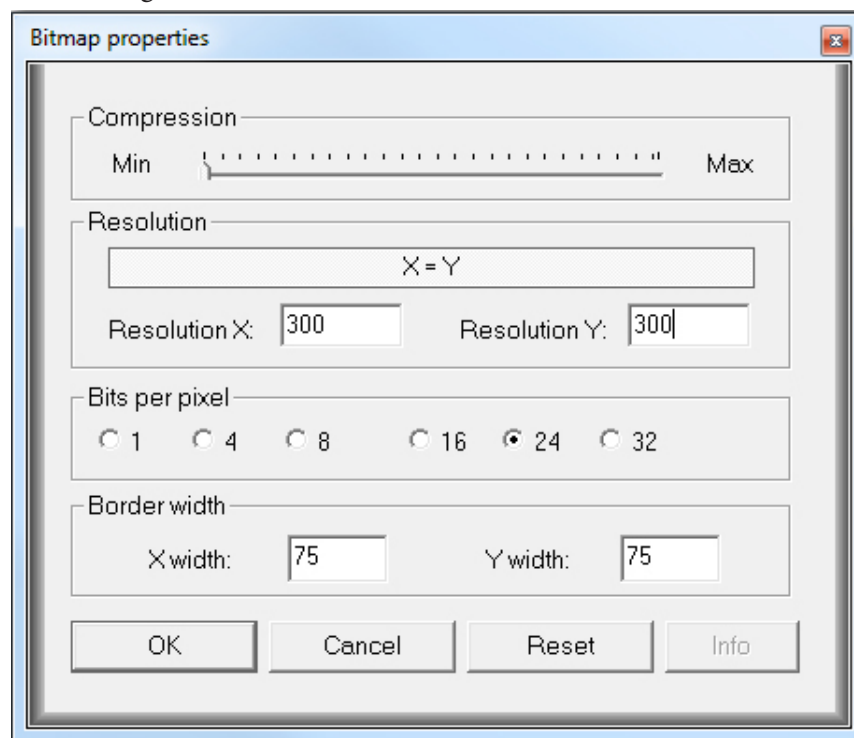 Bitmap properties
Compression
Min Max
Resolution
X = Y
Resolution X: 300 Resolution Y: 300
Bits per pixel
1 4 8 16 24 32
Border width
X width: 75 Y width: 75
OK Cancel Reset Info